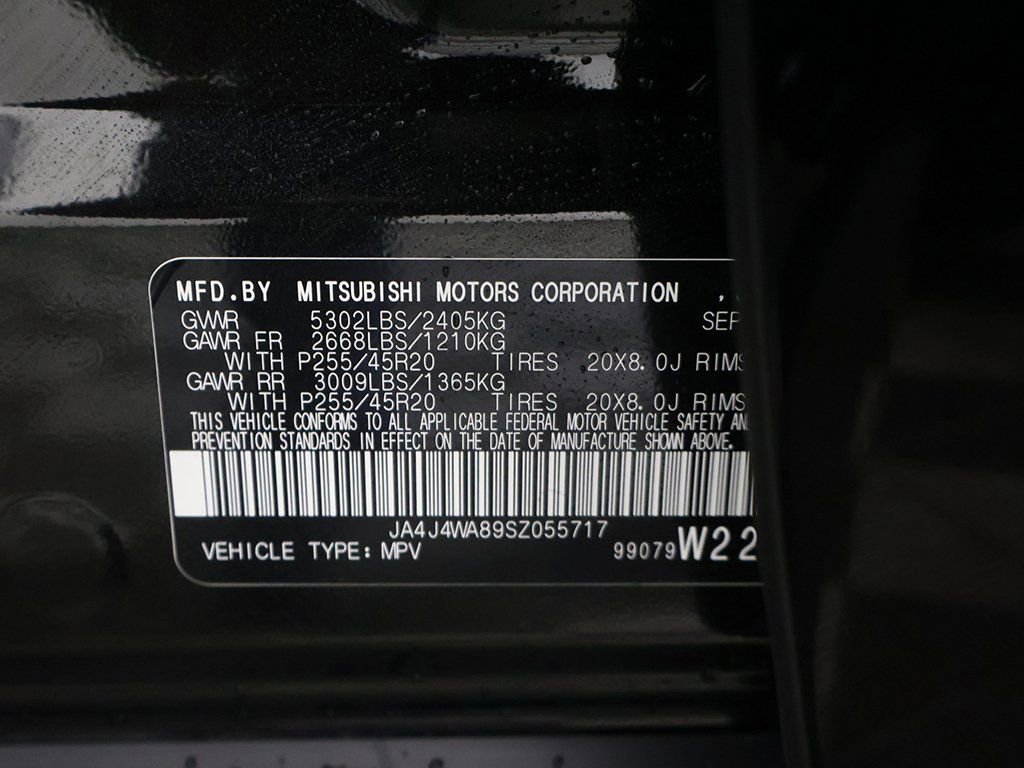 MFD.BY MITSUBISHI MOTORS CORPORATION ,
GVWR 5302LBS/2405KG SEP
GAWR FR 2668LBS/1210KG
WITH P255/45R20 TIRES 20X8.0J RIMS
GAWR RR 3009LBS/1365KG
WITH P255/45R20 TIRES 20X8.0J RIMS
THIS VEHICLE CONFORMS TO ALL APPLICABLE FEDERAL MOTOR VEHICLE SAFETY AN
PREVENTION STANDARDS IN EFFECT ON THE DATE OF MANUFACTURE SHOWN ABOVE.
JA4J4WA89SZ055717
VEHICLE TYPE: MPV 99079 W22